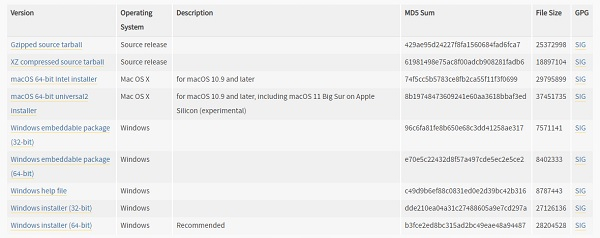 Version Operating System Description MD5 Sum File Size GPG
Gzipped source tarball Source release 429ae95d24227f8fa1560684fad6fca7 25372998 SIG
XZ compressed source tarball Source release 61981498e75ac8f00adcb908281fadb6 18897104 SIG
macOS 64-bit Intel installer Mac OS X for macOS 10.9 and later 74f5cc5b5783ce8fb2ca55f11f3f0699 29795899 SIG
macOS 64-bit universal2 installer Mac OS X for macOS 10.9 and later, including macOS 11 Big Sur on Apple Silicon (experimental) 8b19748473609241e60aa3618bbaf3ed 37451735 SIG
Windows embeddable package (32-bit) Windows 96c6fa81fe8b650e68c3dd41258ae317 7571141 SIG
Windows embeddable package (64-bit) Windows e70e5c22432d8f57a497cde5ec2e5ce2 8402333 SIG
Windows help file Windows c49d9b6ef88c0831ed0e2d39bc42b316 8787443 SIG
Windows installer (32-bit) Windows dde210ea04a31c27488605a9e7cd297a 27126136 SIG
Windows installer (64-bit) Windows Recommended b3fce2ed8bc315ad2bc49eae48a94487 28204528 SIG